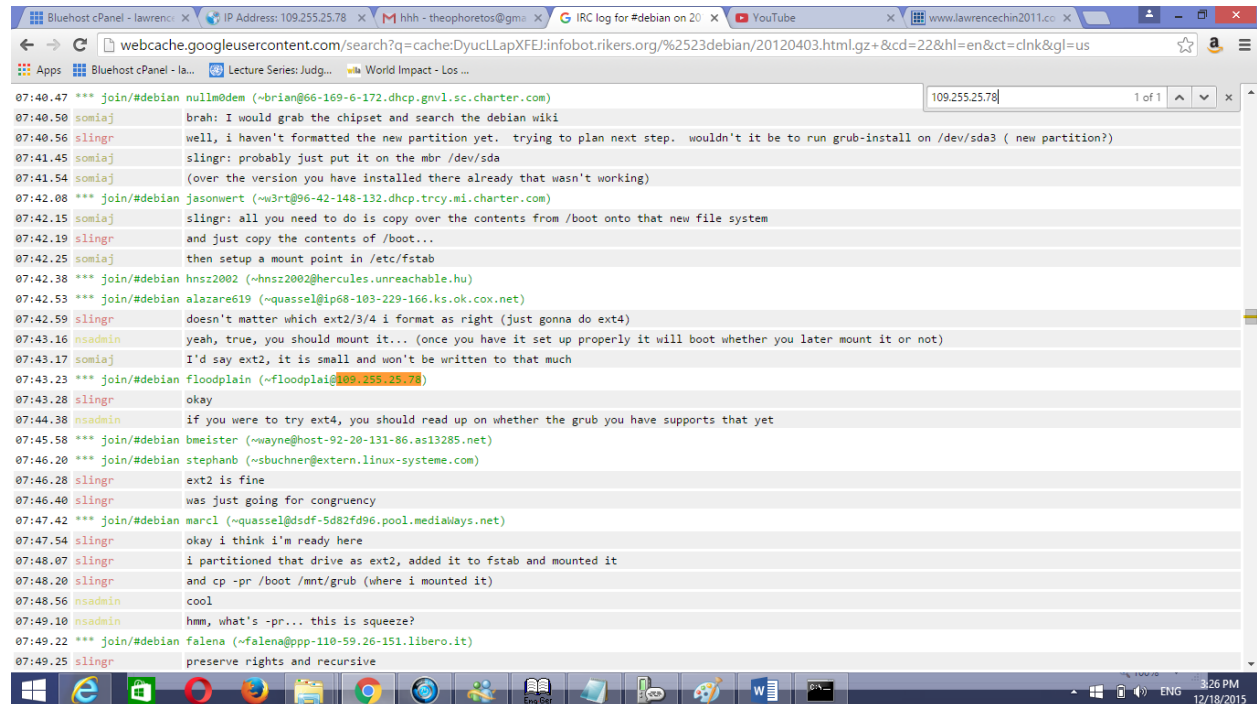 Bluehost cPanel - lawrence
IP Address: 109.255.25.78
hhh - theophoretos@gma
IRC log for #debian on 20
YouTube
www.lawrencechin2011.co
webcache.googleusercontent.com/search?q=cache:DyucLLapXFEJ:infobot.rikers.org/%2523debian/20120403.html.gz+&cd=22&hl=en&ct=clnk&gl=us
Apps Bluehost cPanel - la... Lecture Series: Judg... World Impact - Los ...
109.255.25.78 1 of 1
07:40.47 *** join/#debian nullm0dem (~brian@66-169-6-172.dhcp.gnvl.sc.charter.com)
07:40.50 somiaj brah: I would grab the chipset and search the debian wiki
07:40.56 slingr well, i haven't formatted the new partition yet. trying to plan next step. wouldn't it be to run grub-install on /dev/sda3 ( new partition?)
07:41.45 somiaj slingr: probably just put it on the mbr /dev/sda
07:41.54 somiaj (over the version you have installed there already that wasn't working)
07:42.08 *** join/#debian jasonwert (~w3rt@96-42-148-132.dhcp.trcy.mi.charter.com)
07:42.15 somiaj slingr: all you need to do is copy over the contents from /boot onto that new file system
07:42.19 slingr and just copy the contents of /boot...
07:42.25 somiaj then setup a mount point in /etc/fstab
07:42.38 *** join/#debian hnsz2002 (~hnsz2002@hercules.unreachable.hu)
07:42.53 *** join/#debian alazare619 (~quassel@ip68-103-229-166.ks.ok.cox.net)
07:42.59 slingr doesn't matter which ext2/3/4 i format as right (just gonna do ext4)
07:43.16 nsadmin yeah, true, you should mount it... (once you have it set up properly it will boot whether you later mount it or not)
07:43.17 somiaj I'd say ext2, it is small and won't be written to that much
07:43.23 *** join/#debian floodplain (~floodplai@109.255.25.78)
07:43.28 slingr okay
07:44.38 nsadmin if you were to try ext4, you should read up on whether the grub you have supports that yet
07:45.58 *** join/#debian bmeister (~wayne@host-92-20-131-86.as13285.net)
07:46.20 *** join/#debian stephanb (~sbuchner@extern.linux-systeme.com)
07:46.28 slingr ext2 is fine
07:46.40 slingr was just going for congruency
07:47.42 *** join/#debian marcl (~quassel@dsdf-5d82fd96.pool.mediaWays.net)
07:47.54 slingr okay i think i'm ready here
07:48.07 slingr i partitioned that drive as ext2, added it to fstab and mounted it
07:48.20 slingr and cp -pr /boot /mnt/grub (where i mounted it)
07:48.56 nsadmin cool
07:49.10 nsadmin hmm, what's -pr... this is squeeze?
07:49.22 *** join/#debian falena (~falena@ppp-110-59.26-151.libero.it)
07:49.25 slingr preserve rights and recursive
100%
Eng Ger
ENG
3:26 PM
12/18/2015